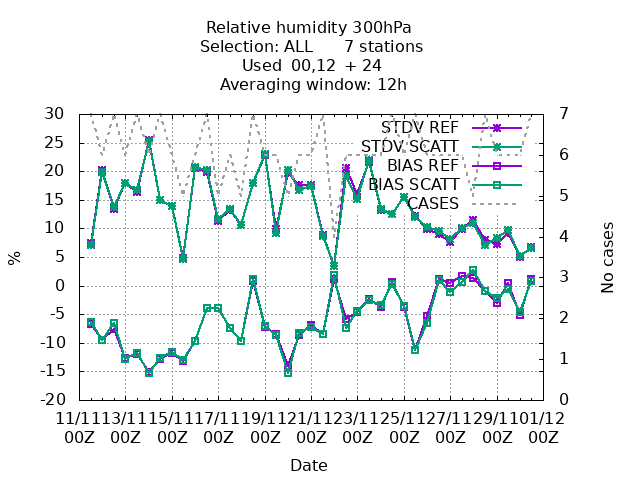 Relative humidity 300hPa
Selection: ALL 7 stations
Used 00,12 + 24
Averaging window: 12h
STDV REF
STDV SCATT
BIAS REF
BIAS SCATT
CASES
30
25
20
15
10
5
0
-5
-10
-15
-20
%
7
6
5
4
3
2
1
0
No cases
11/11 13/11 15/11 17/11 19/11 21/11 23/11 25/11 27/11 29/11 01/12
00Z 00Z 00Z 00Z 00Z 00Z 00Z 00Z 00Z 00Z 00Z
Date